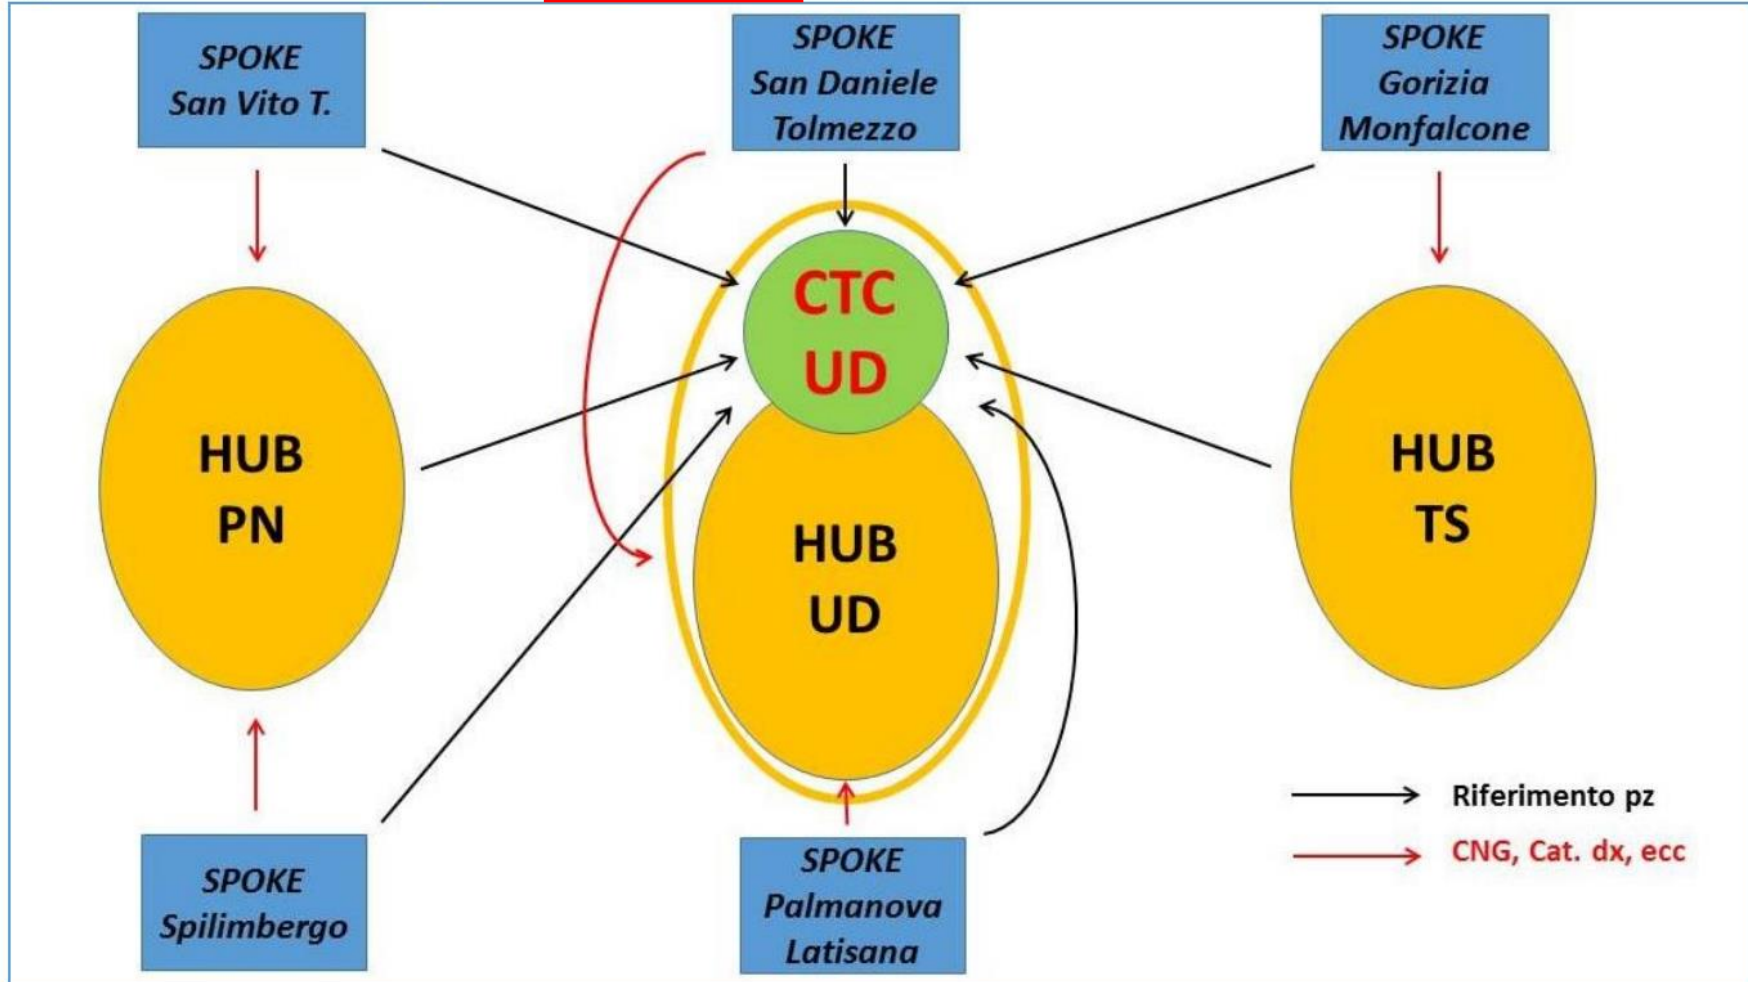 SPOKE
San Vito T.
SPOKE
San Daniele
Tolmezzo
SPOKE
Gorizia
Monfalcone
CTC
UD
HUB
PN
HUB
UD
HUB
TS
SPOKE
Spilimbergo
SPOKE
Palmanova
Latisana
Riferimento pz
CNG, Cat. dx, ecc